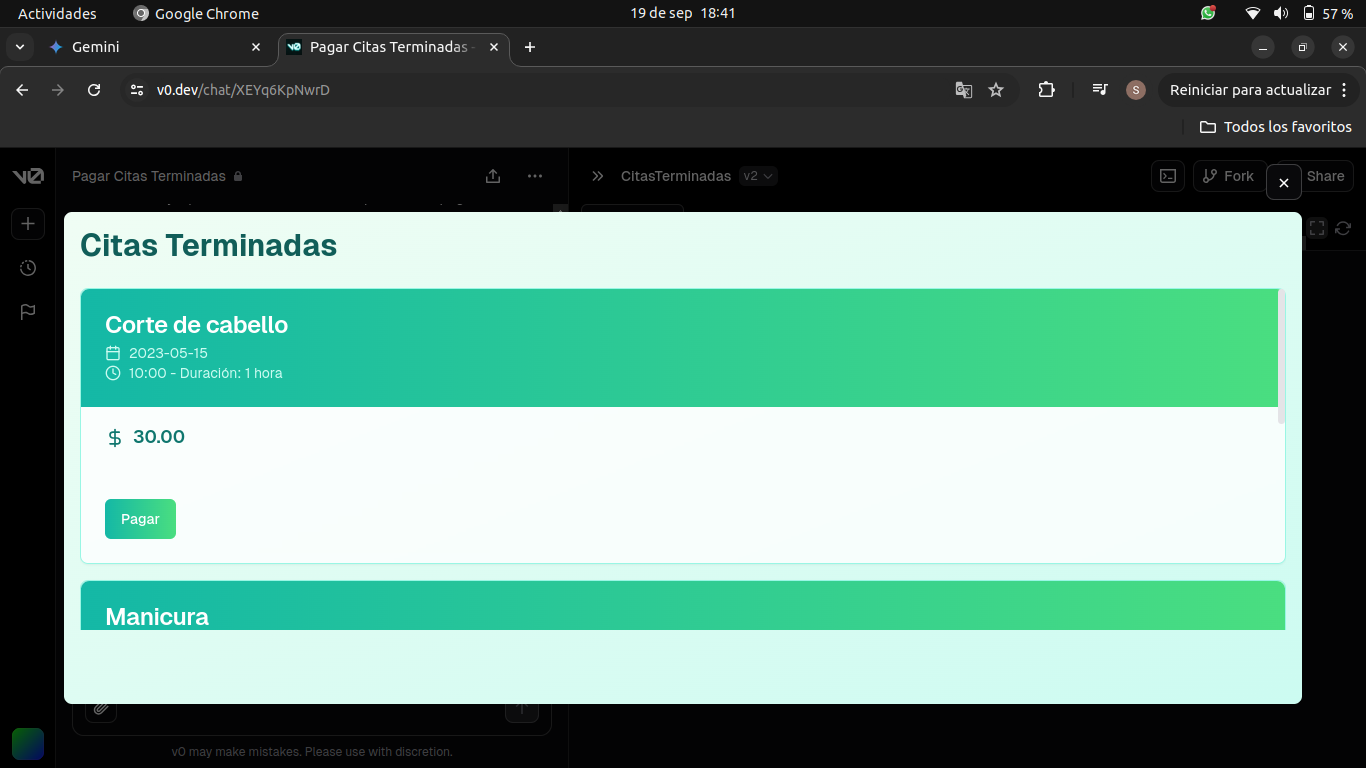 Actividades
Google Chrome
19 de sep 18:41
57 %
Gemini
Pagar Citas Terminadas -
v0.dev/chat/XEYq6KpNwrD
S
Reiniciar para actualizar
Todos los favoritos
v0
Pagar Citas Terminadas
CitasTerminadas
v2
Fork
Share
Citas Terminadas
Corte de cabello
2023-05-15
10:00 - Duración: 1 hora
$ 30.00
Pagar
Manicura
v0 may make mistakes. Please use with discretion.